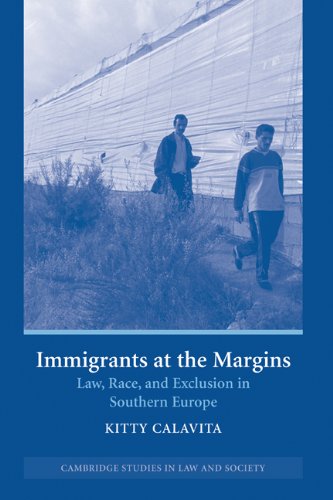 Immigrants at the Margins
Law, Race, and Exclusion in
Southern Europe
KITTY CALAVITA
CAMBRIDGE STUDIES IN LAW AND SOCIETY